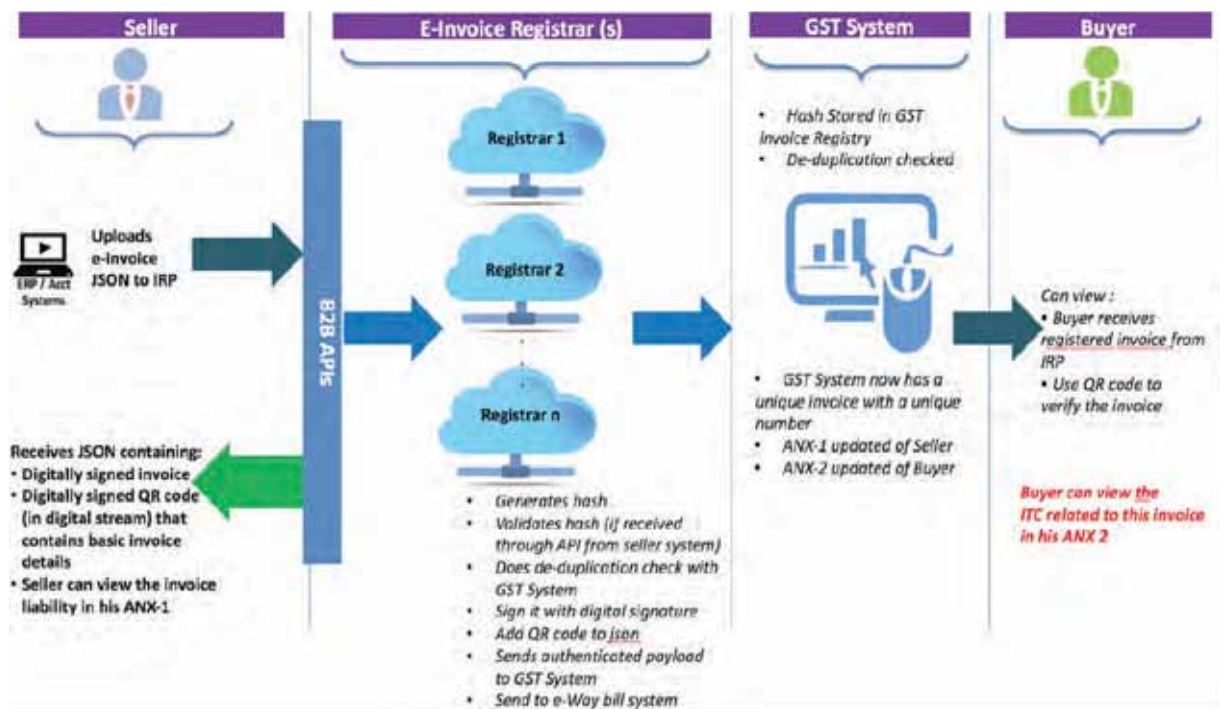 Seller
E-Invoice Registrar (s)
GST System
Buyer
ERP / Acct
Systems
Uploads
e-invoice
JSON to IRP
Receives JSON containing:
• Digitally signed invoice
• Digitally signed QR code
(in digital stream) that
contains basic invoice
details
• Seller can view the invoice
liability in his ANX-1
B2B APIs
Registrar 1
Registrar 2
Registrar n
• Generates hash
• Validates hash (if received
through API from seller system)
• Does de-duplication check with
GST System
• Sign it with digital signature
• Add QR code to json
• Sends authenticated payload
to GST System
• Send to e-Way bill system
• Hash Stored in GST
Invoice Registry
• De-duplication checked
• GST System now has a
unique invoice with a unique
number
• ANX-1 updated of Seller
• ANX-2 updated of Buyer
Can view :
• Buyer receives
registered invoice from
IRP
• Use QR code to
verify the invoice
Buyer can view the
ITC related to this invoice
in his ANX 2